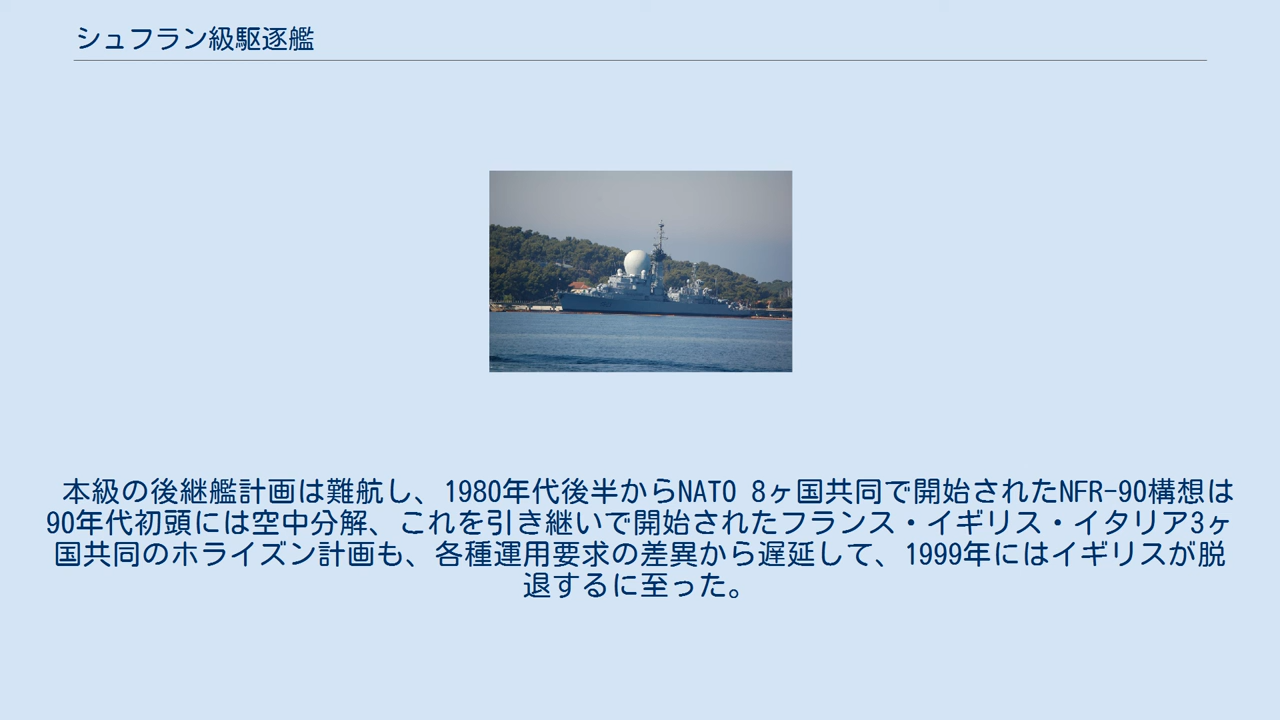 シュフラン級駆逐艦
本級の後継艦計画は難航し、1980年代後半からNATO 8ヶ国共同で開始されたNFR-90構想は
90年代初頭には空中分解、これを引き継いで開始されたフランス・イギリス・イタリア3ヶ
国共同のホライズン計画も、各種運用要求の差異から遅延して、1999年にはイギリスが脱
退するに至った。